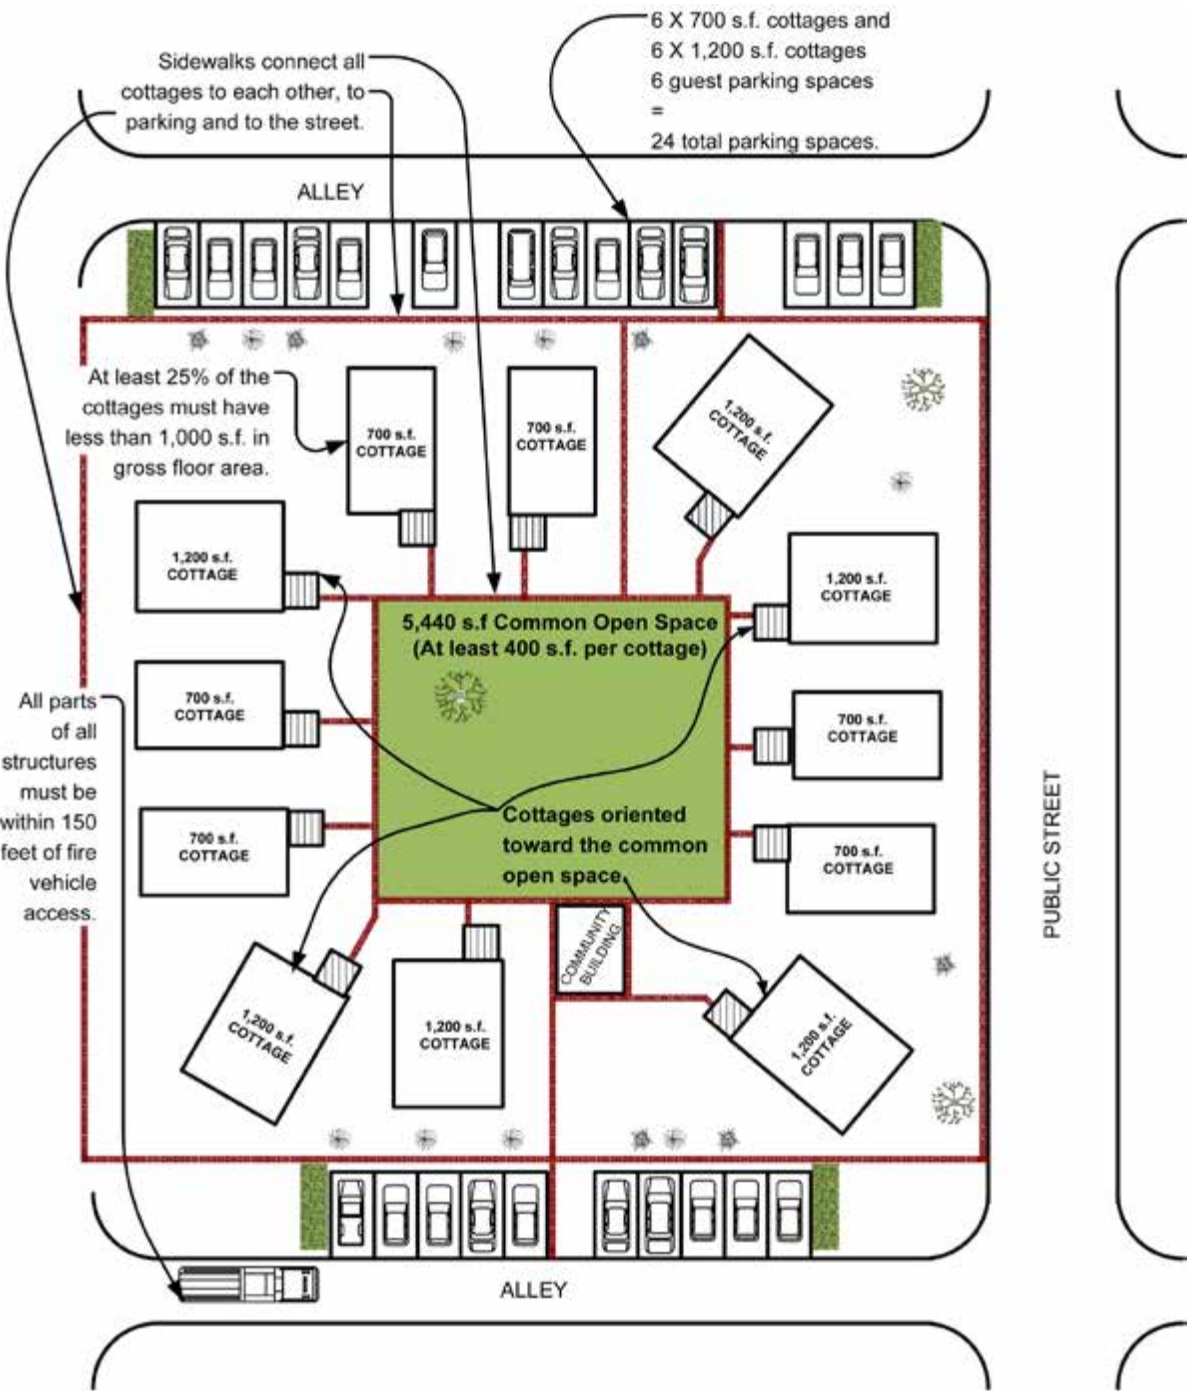 6 X 700 s.f. cottages and
6 X 1,200 s.f. cottages
6 guest parking spaces
=
24 total parking spaces.
Sidewalks connect all
cottages to each other, to
parking and to the street.
ALLEY
At least 25% of the
cottages must have
less than 1,000 s.f. in
gross floor area.
700 s.f.
COTTAGE
700 s.f.
COTTAGE
1,200 s.f.
COTTAGE
1,200 s.f.
COTTAGE
1,200 s.f.
COTTAGE
5,440 s.f Common Open Space
(At least 400 s.f. per cottage)
700 s.f.
COTTAGE
700 s.f.
COTTAGE
All parts
of all
structures
must be
within 150
feet of fire
vehicle
access.
700 s.f.
COTTAGE
700 s.f.
COTTAGE
Cottages oriented
toward the common
open space.
PUBLIC STREET
COMMUNITY
BUILDING
1,200 s.f.
COTTAGE
1,200 s.f.
COTTAGE
1,200 s.f.
COTTAGE
ALLEY